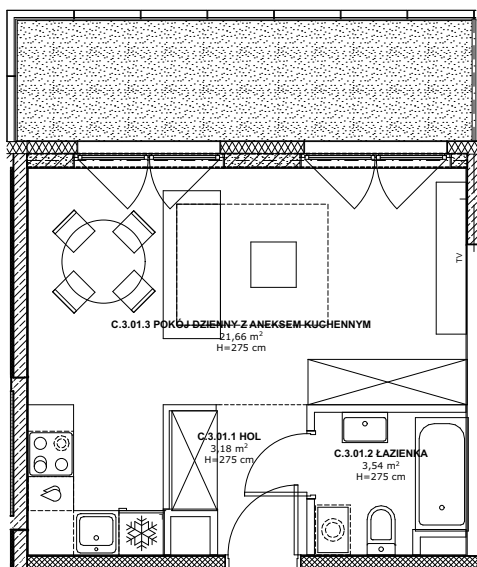 TV
C.3.01.3 POKÓJ DZIENNY Z ANEKSEM KUCHENNYM
21,66 m²
H=275 cm
C.3.01.1 HOL
3,18 m²
H=275 cm
C.3.01.2 ŁAZIENKA
3,54 m²
H=275 cm